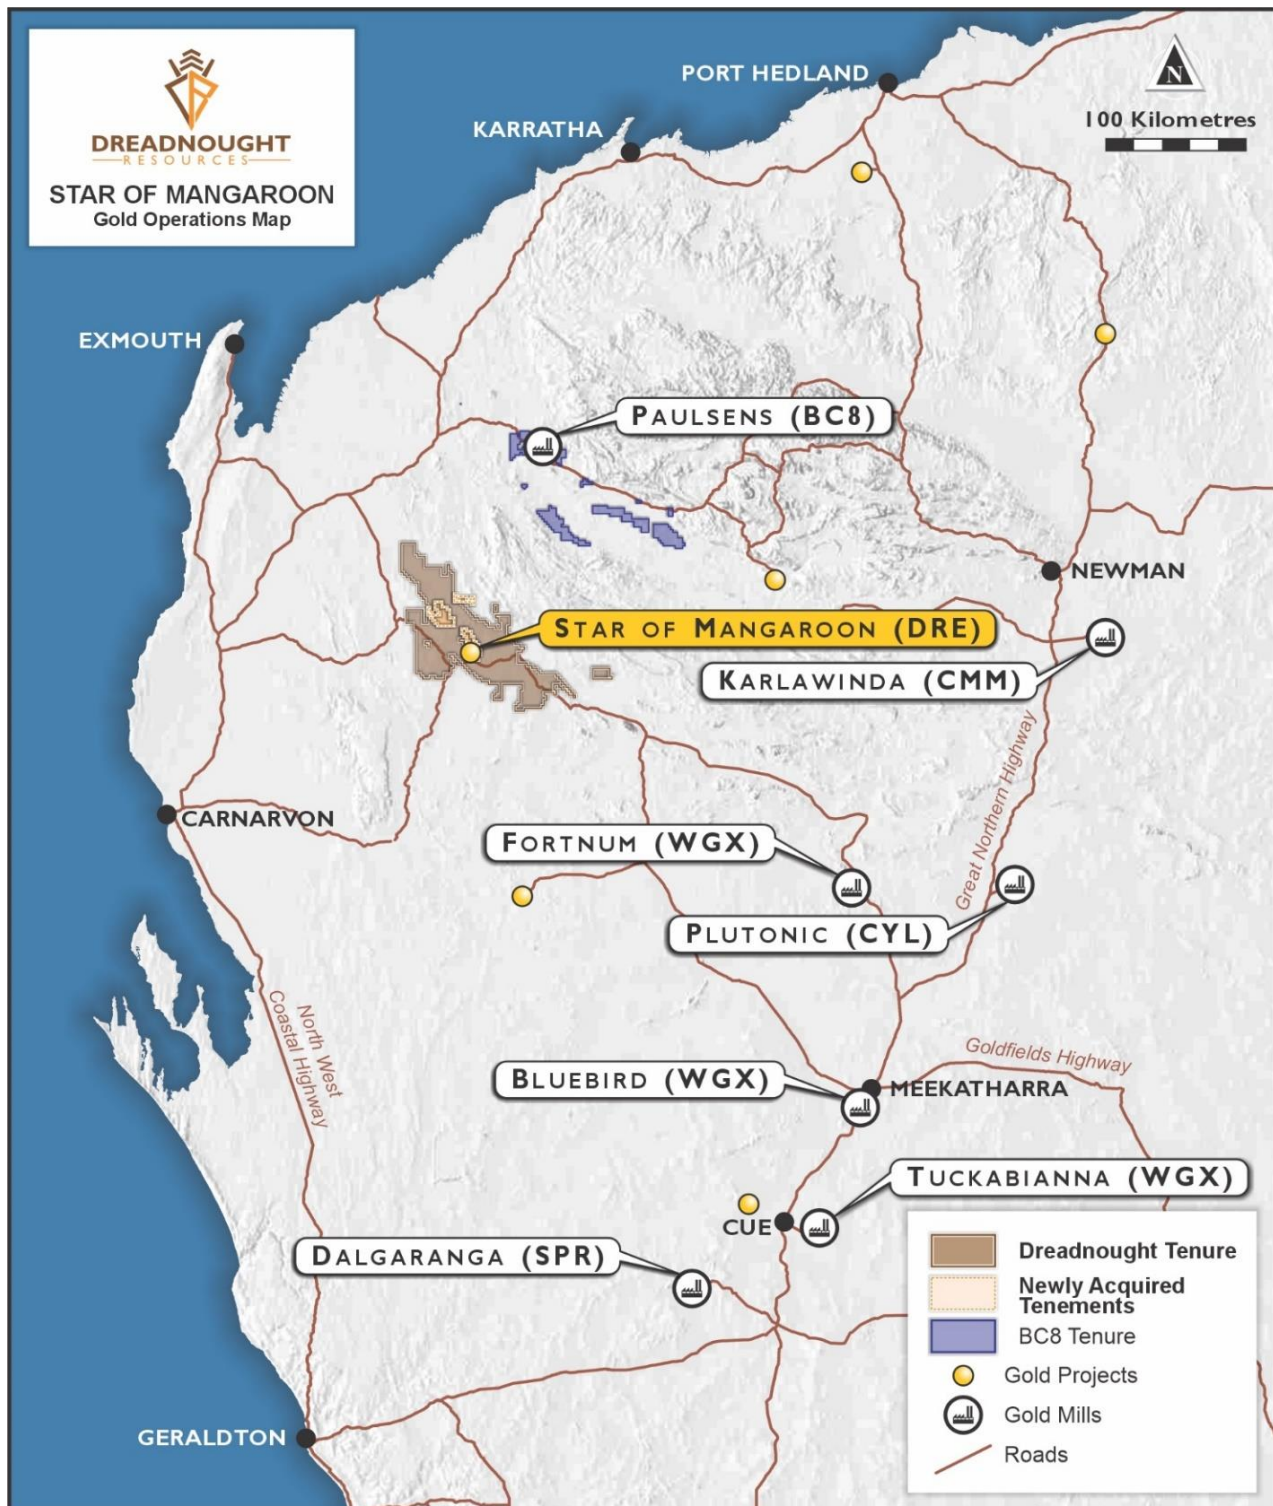 DREADNOUGHT
RESOURCES
STAR OF MANGAROON
Gold Operations Map
PORT HEDLAND
N
100 Kilometres
KARRATHA
EXMOUTH
PAULSENS (BC8)
NEWMAN
STAR OF MANGAROON (DRE)
KARLAWINDA (CMM)
Great Northern Highway
CARNARVON
FORTNUM (WGX)
PLUTONIC (CYL)
North West
Coastal Highway
Goldfields Highway
BLUEBIRD (WGX)
MEEKATHARRA
TUCKABIANNA (WGX)
CUE
DALGARANGA (SPR)
GERALDTON
Dreadnought Tenure
Newly Acquired
Tenements
BC8 Tenure
Gold Projects
Gold Mills
Roads